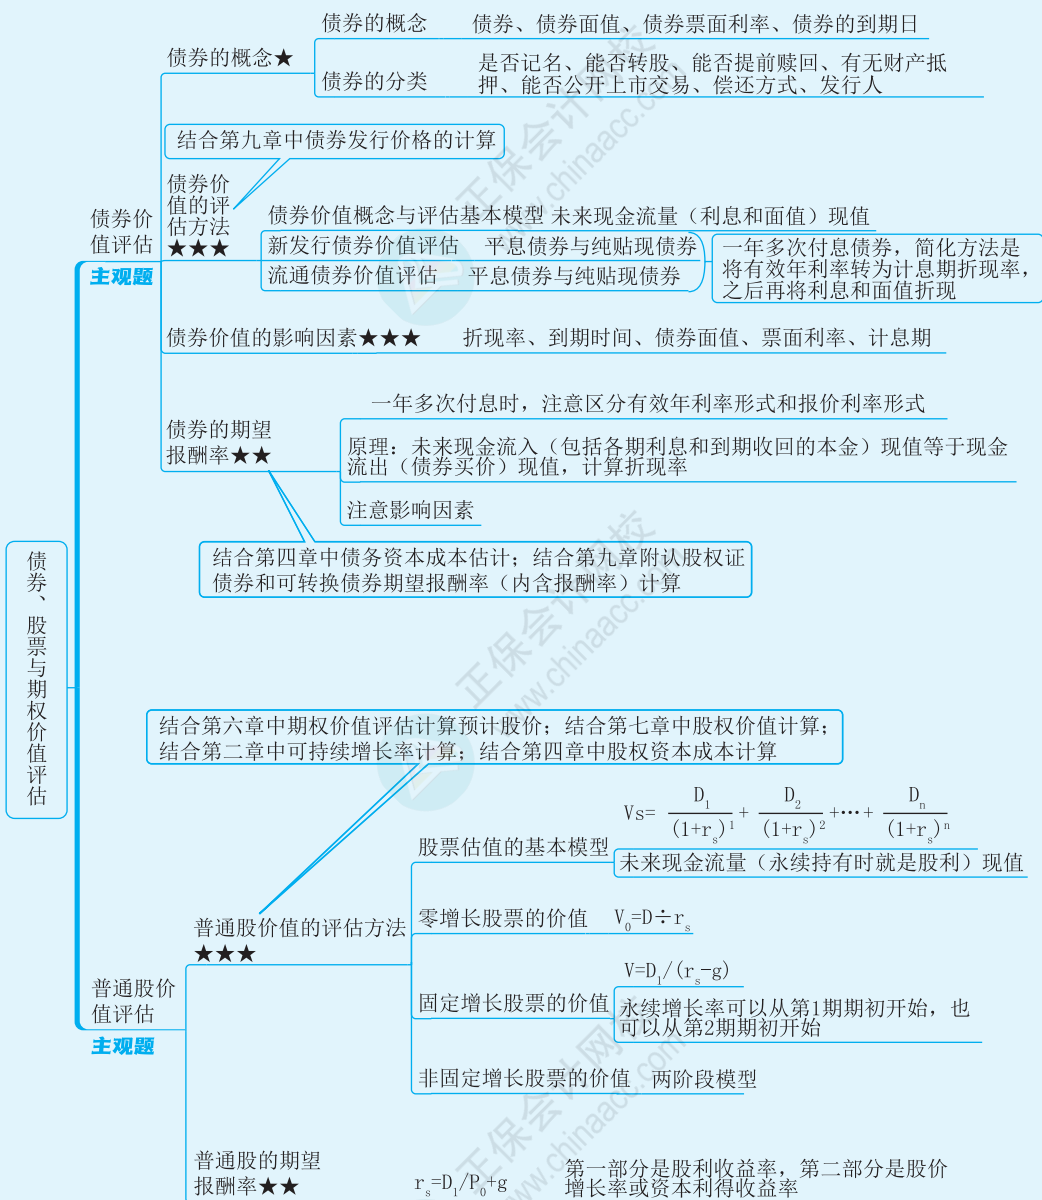 债券、股票与期权价值评估
债券价
值评估
主观题
债券的概念★
债券的概念 债券、债券面值、债券票面利率、债券的到期日
债券的分类
是否记名、能否转股、能否提前赎回、有无财产抵
押、能否公开上市交易、偿还方式、发行人
结合第九章中债券发行价格的计算
债券价
值的评
估方法
★★★
债券价值概念与评估基本模型 未来现金流量（利息和面值）现值
新发行债券价值评估 平息债券与纯贴现债券
流通债券价值评估 平息债券与纯贴现债券
一年多次付息债券，简化方法是
将有效年利率转为计息期折现率，
之后再将利息和面值折现
债券价值的影响因素★★★ 折现率、到期时间、债券面值、票面利率、计息期
债券的期望
报酬率★★
一年多次付息时，注意区分有效年利率形式和报价利率形式
原理：未来现金流入（包括各期利息和到期收回的本金）现值等于现金
流出（债券买价）现值，计算折现率
注意影响因素
结合第四章中债务资本成本估计；结合第九章附认股权证
债券和可转换债券期望报酬率（内含报酬率）计算
普通股价
值评估
主观题
结合第六章中期权价值评估计算预计股价；结合第七章中股权价值计算；
结合第二章中可持续增长率计算；结合第四章中股权资本成本计算
普通股价值的评估方法
★★★
股票估值的基本模型
Vs= D₁/(1+rₛ)¹ + D₂/(1+rₛ)² +⋯+ Dₙ/(1+rₛ)ⁿ
未来现金流量（永续持有时就是股利）现值
零增长股票的价值 V₀=D÷rₛ
固定增长股票的价值
V=D₁/(rₛ-g)
永续增长率可以从第1期期初开始，也
可以从第2期期初开始
非固定增长股票的价值 两阶段模型
普通股的期望
报酬率★★
rₛ=D₁/P₀+g
第一部分是股利收益率，第二部分是股价
增长率或资本利得收益率
正保会计网校
www.chinaacc.com
正保会计网校
www.chinaacc.com
正保会计网校
www.chinaacc.com